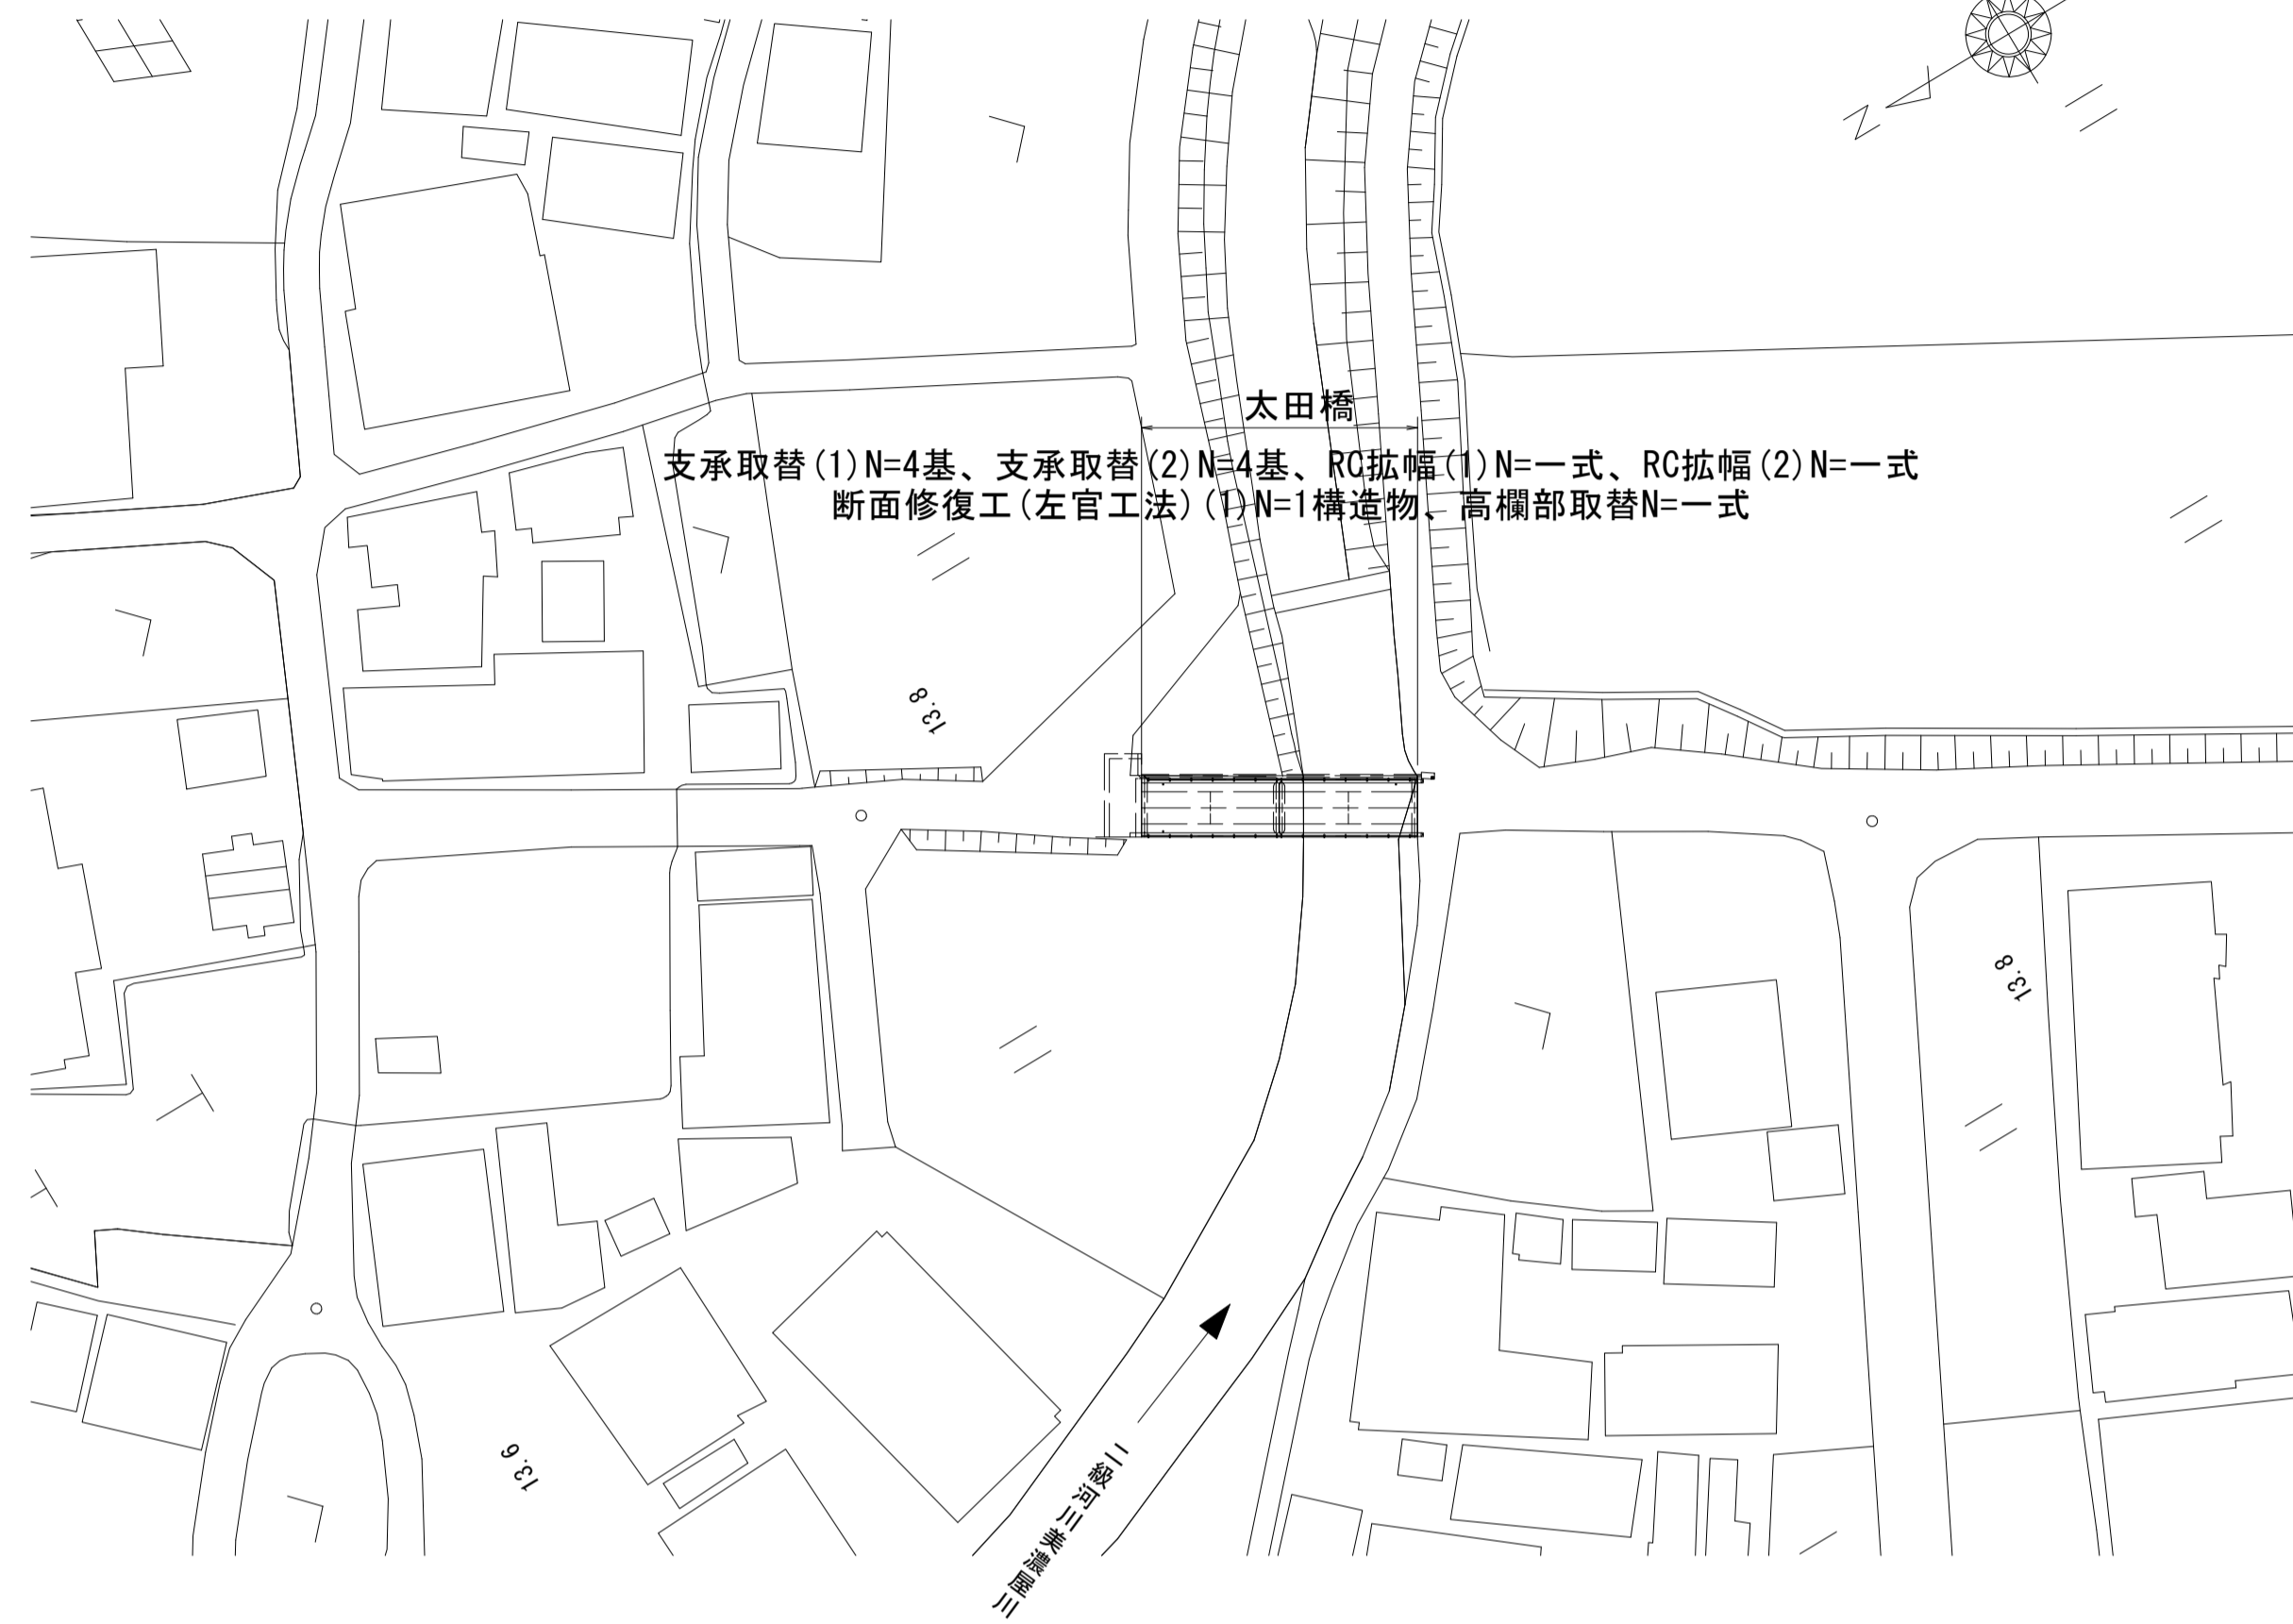 N
太田橋
支承取替(1)N=4基、支承取替(2)N=4基、RC拡幅(1)N=一式、RC拡幅(2)N=一式
断面修復工(左官工法)(1)N=1構造物、高欄部取替N=一式
13.8
13.8
13.6
二級河川美濃屋川